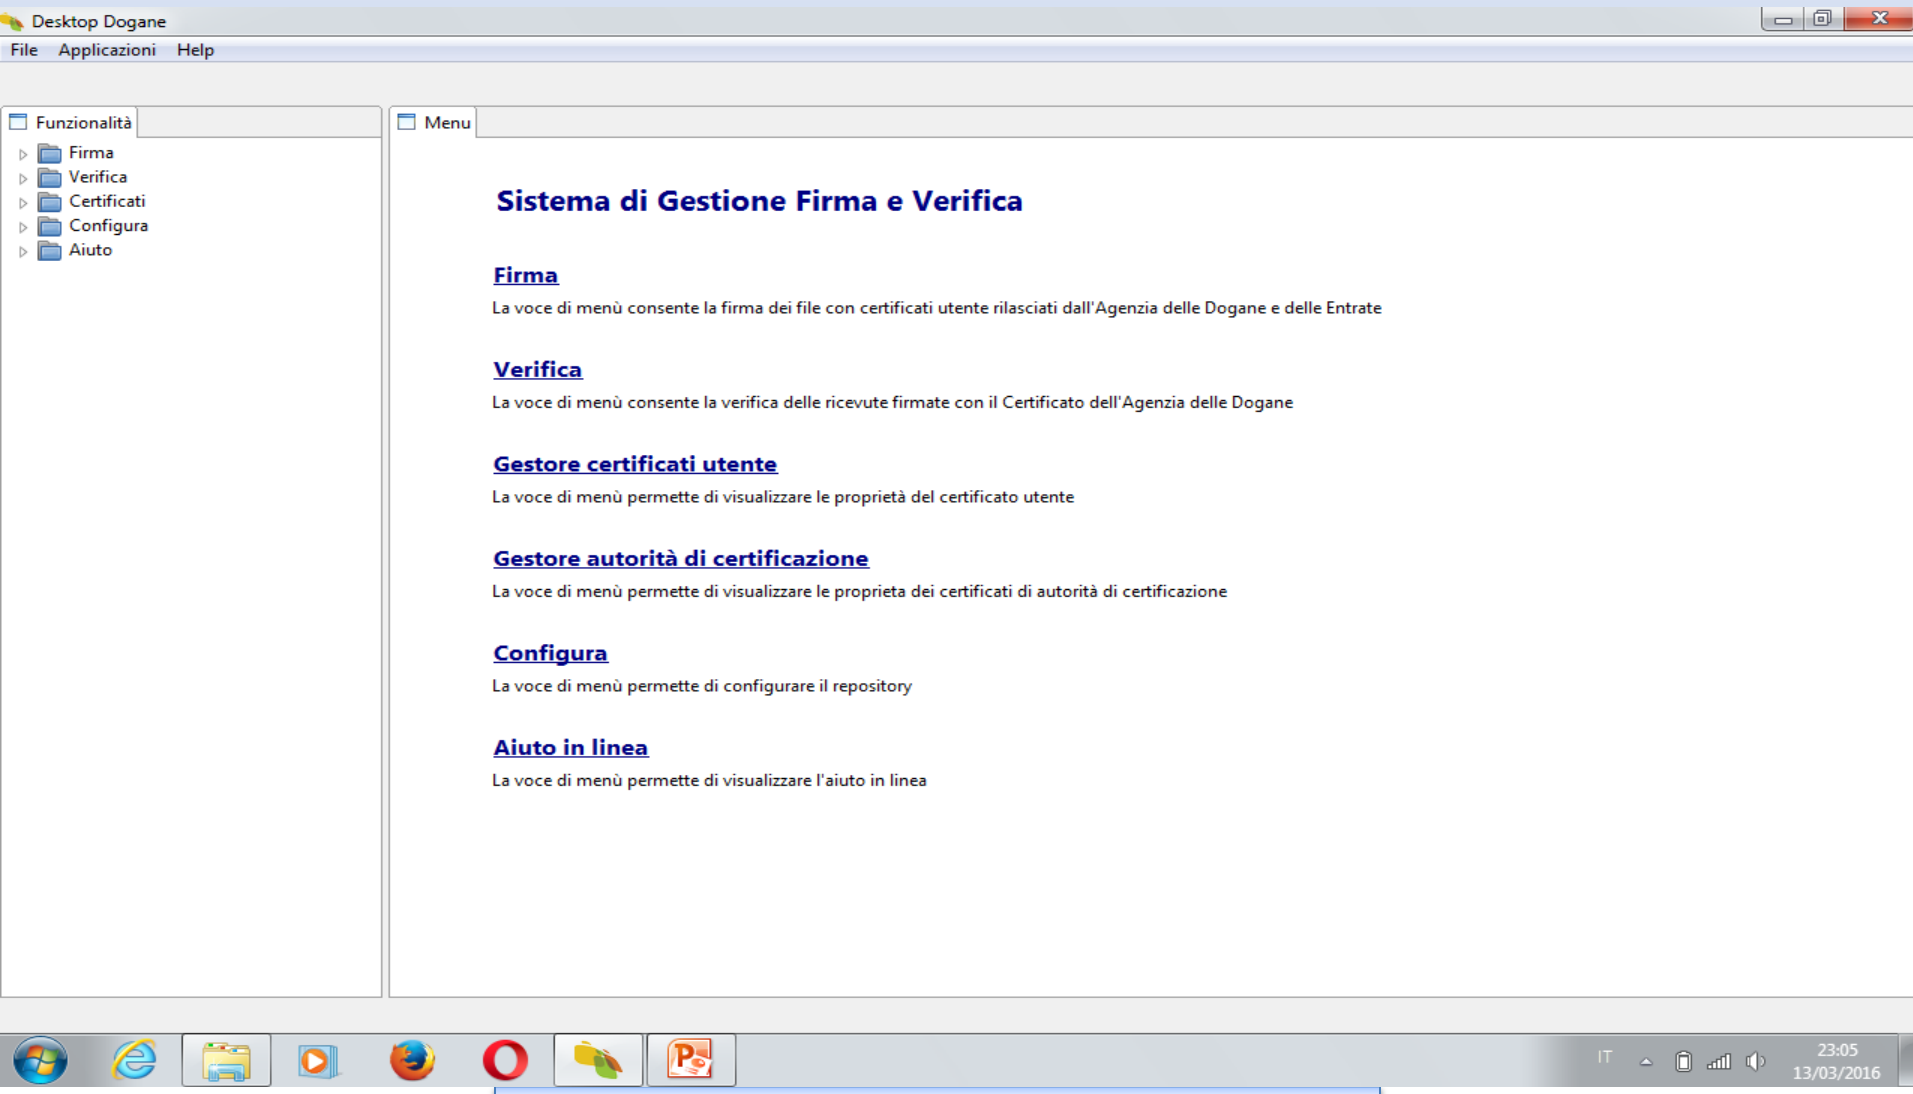 Desktop Dogane
File Applicazioni Help
Funzionalità
Firma
Verifica
Certificati
Configura
Aiuto
Menu
Sistema di Gestione Firma e Verifica
Firma
La voce di menù consente la firma dei file con certificati utente rilasciati dall'Agenzia delle Dogane e delle Entrate
Verifica
La voce di menù consente la verifica delle ricevute firmate con il Certificato dell'Agenzia delle Dogane
Gestore certificati utente
La voce di menù permette di visualizzare le proprietà del certificato utente
Gestore autorità di certificazione
La voce di menù permette di visualizzare le proprieta dei certificati di autorità di certificazione
Configura
La voce di menù permette di configurare il repository
Aiuto in linea
La voce di menù permette di visualizzare l'aiuto in linea
IT
23:05
13/03/2016